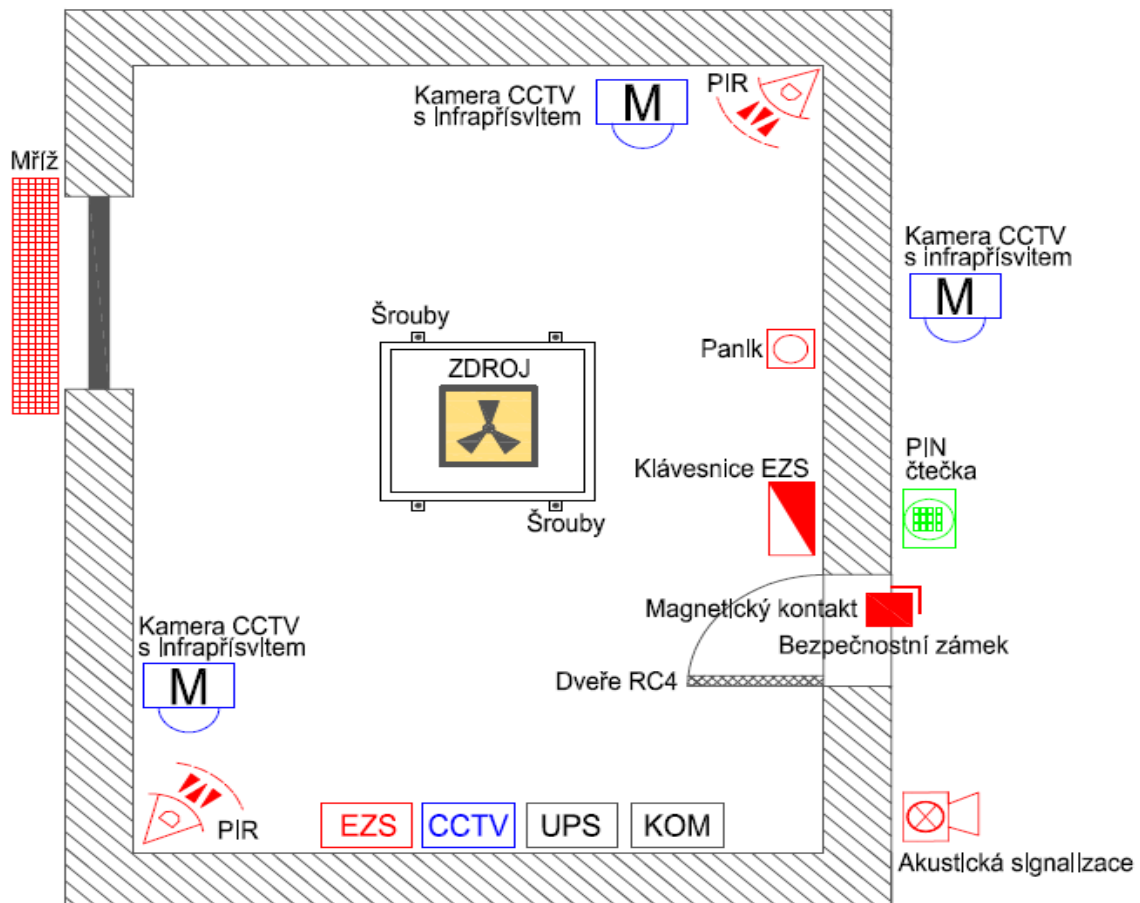 Kamera CCTV
s infrapřísvitem
M
PIR
Mříž
Kamera CCTV
s infrapřísvitem
M
Šrouby
Panik
ZDROJ
PIN
čtečka
Klávesnice EZS
Šrouby
Magnetický kontakt
Bezpečnostní zámek
Kamera CCTV
s infrapřísvitem
M
Dveře RC4
PIR
EZS
CCTV
UPS
KOM
Akustická signalizace